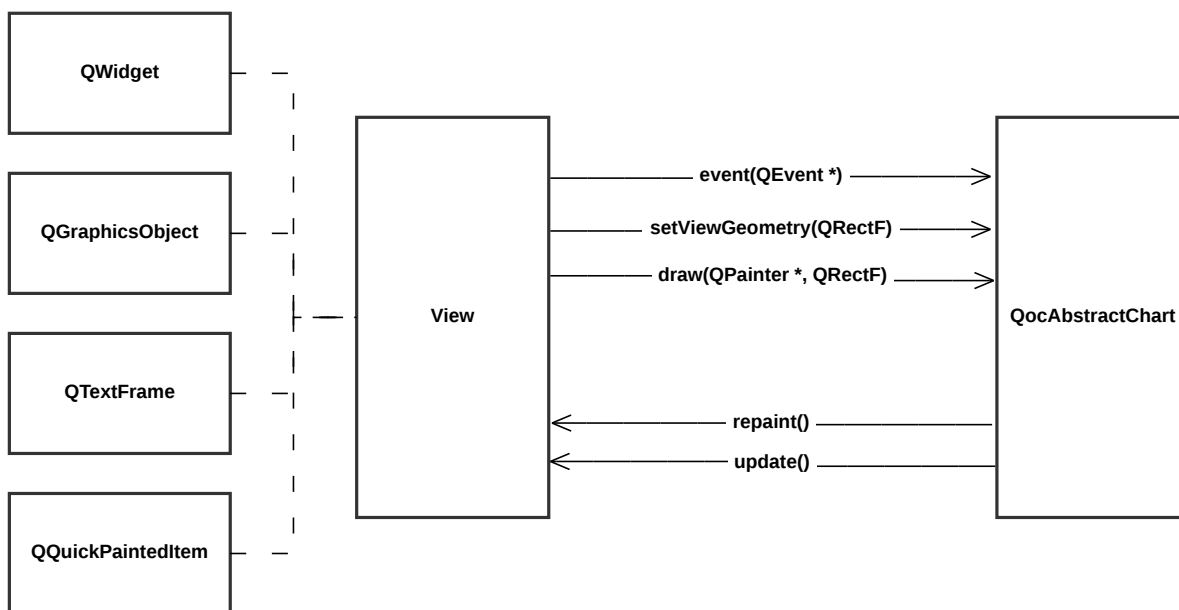 QWidget
QGraphicsObject
QTextFrame
QQuickPaintedItem
View
event(QEvent *)
setViewGeometry(QRectF)
draw(QPainter *, QRectF)
repaint()
update()
QocAbstractChart